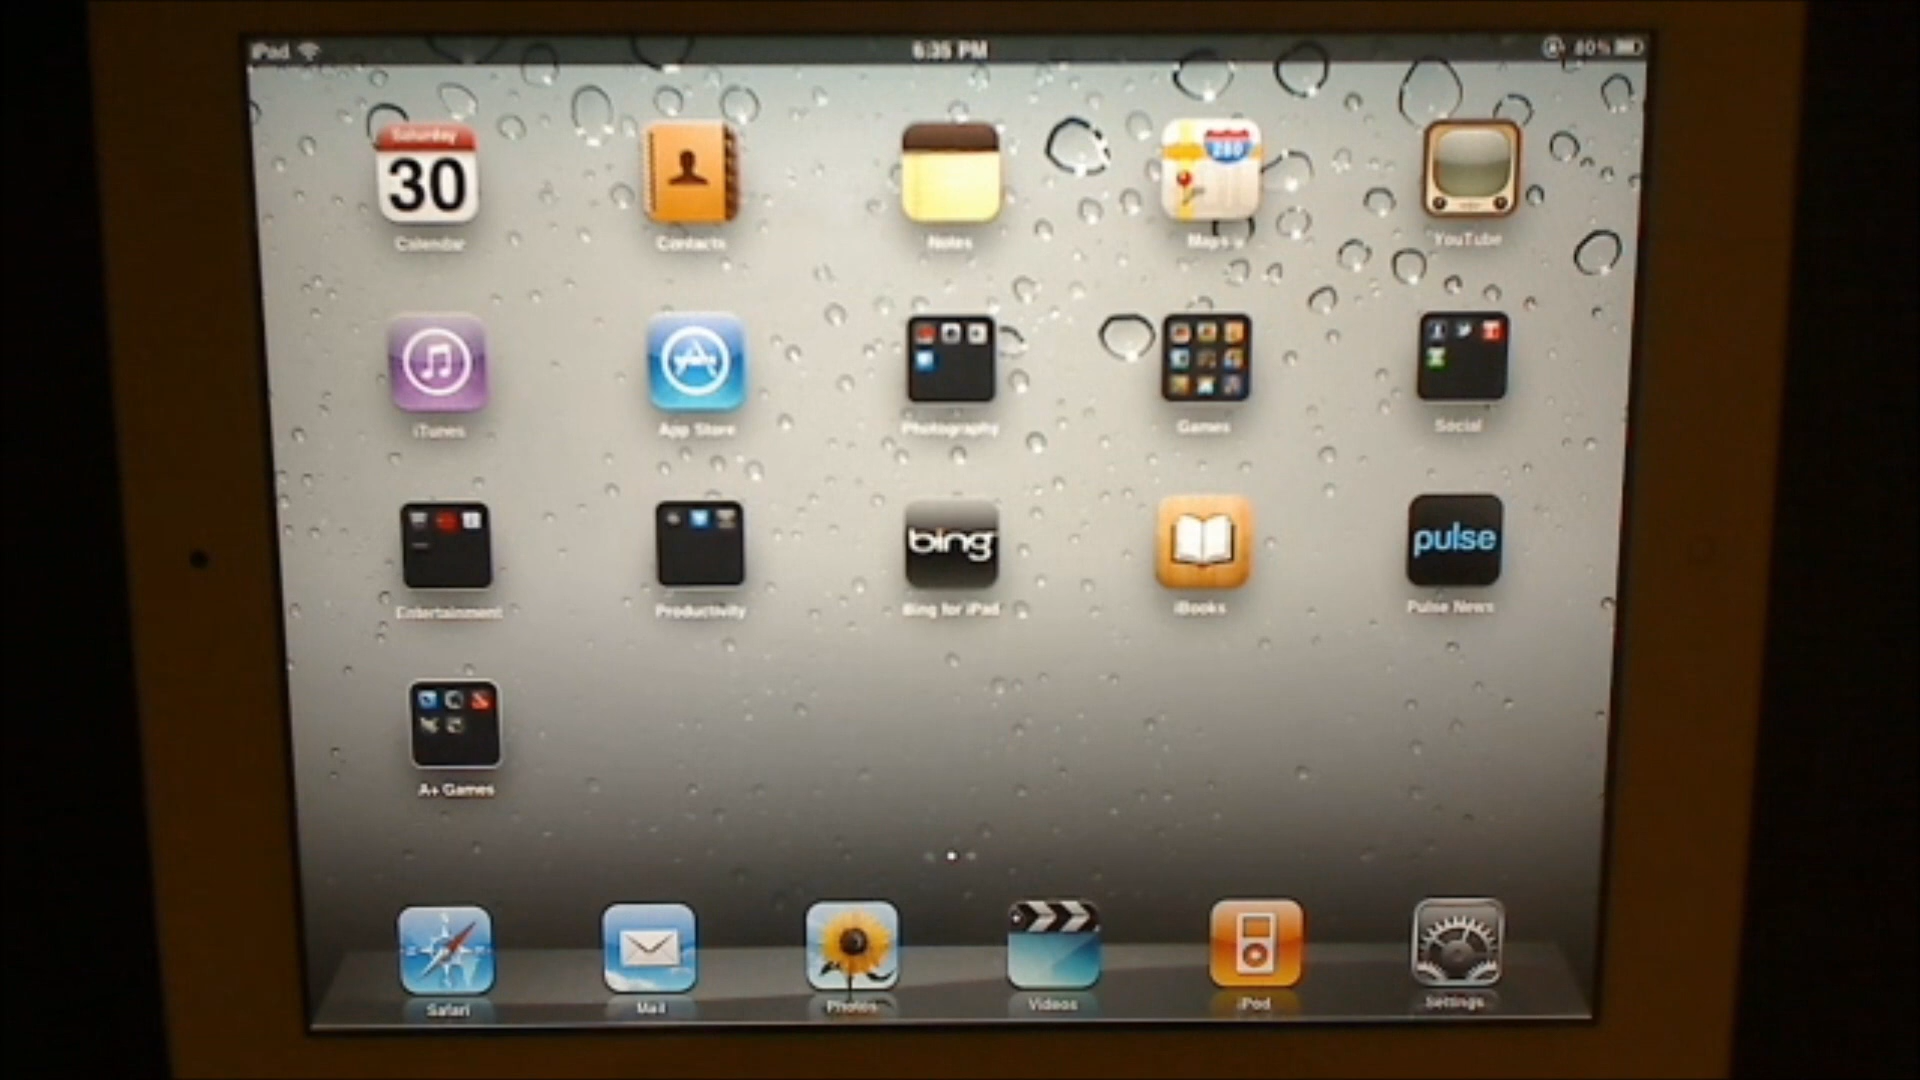 iPad 6:35 PM 80%
Saturday
30
280
Calendar Contacts Notes Maps YouTube
iTunes App Store Photography Games Social
bing pulse
Entertainment Productivity Bing for iPad iBooks Pulse News
A+ Games
Safari Mail Photos Videos iPod Settings